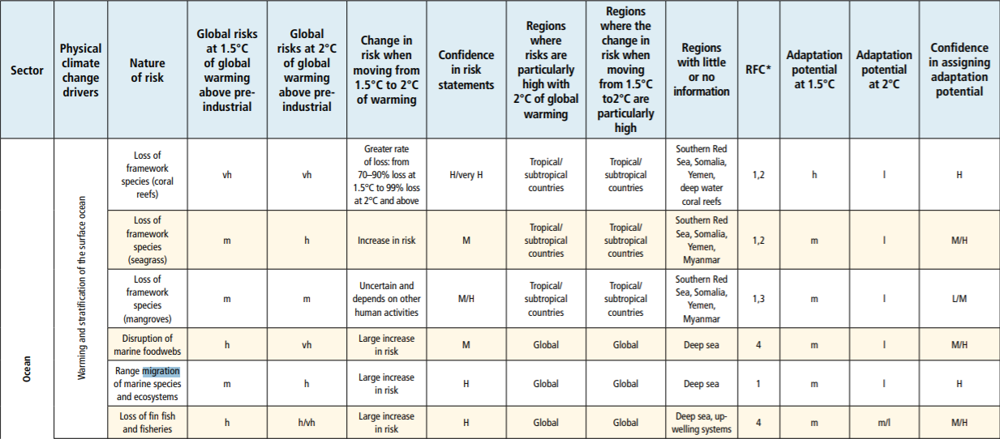 Sector
Physical
climate
change
drivers
Nature
of risk
Global risks
at 1.5°C
of global
warming
above pre-
industrial
Global
risks at 2°C
of global
warming
above pre-
industrial
Change in
risk when
moving from
1.5°C to 2°C
of warming
Confidence
in risk
statements
Regions
where
risks are
particularly
high with
2°C of global
warming
Regions
where the
change in
risk when
moving
from 1.5°C
to2°C are
particularly
high
Regions
with little
or no
information
RFC*
Adaptation
potential
at 1.5°C
Adaptation
potential
at 2°C
Confidence
in assigning
adaptation
potential
Ocean
Warming and stratification of the surface ocean
Loss of
framework
species (coral
reefs)
vh
vh
Greater rate
of loss: from
70–90% loss at
1.5°C to 99% loss
at 2°C and above
H/very H
Tropical/
subtropical
countries
Tropical/
subtropical
countries
Southern Red
Sea, Somalia,
Yemen,
deep water
coral reefs
1,2
h
l
H
Loss of
framework
species
(seagrass)
m
h
Increase in risk
M
Tropical/
subtropical
countries
Tropical/
subtropical
countries
Southern Red
Sea, Somalia,
Yemen,
Myanmar
1,2
m
l
M/H
Loss of
framework
species
(mangroves)
m
m
Uncertain and
depends on other
human activities
M/H
Tropical/
subtropical
countries
Tropical/
subtropical
countries
Southern Red
Sea, Somalia,
Yemen,
Myanmar
1,3
m
l
L/M
Disruption of
marine foodwebs
h
vh
Large increase
in risk
M
Global
Global
Deep sea
4
m
l
M/H
Range migration
of marine species
and ecosystems
m
h
Large increase
in risk
H
Global
Global
Deep sea
1
m
l
H
Loss of fin fish
and fisheries
h
h/vh
Large increase
in risk
H
Global
Global
Deep sea, up-
welling systems
4
m
m/l
M/H